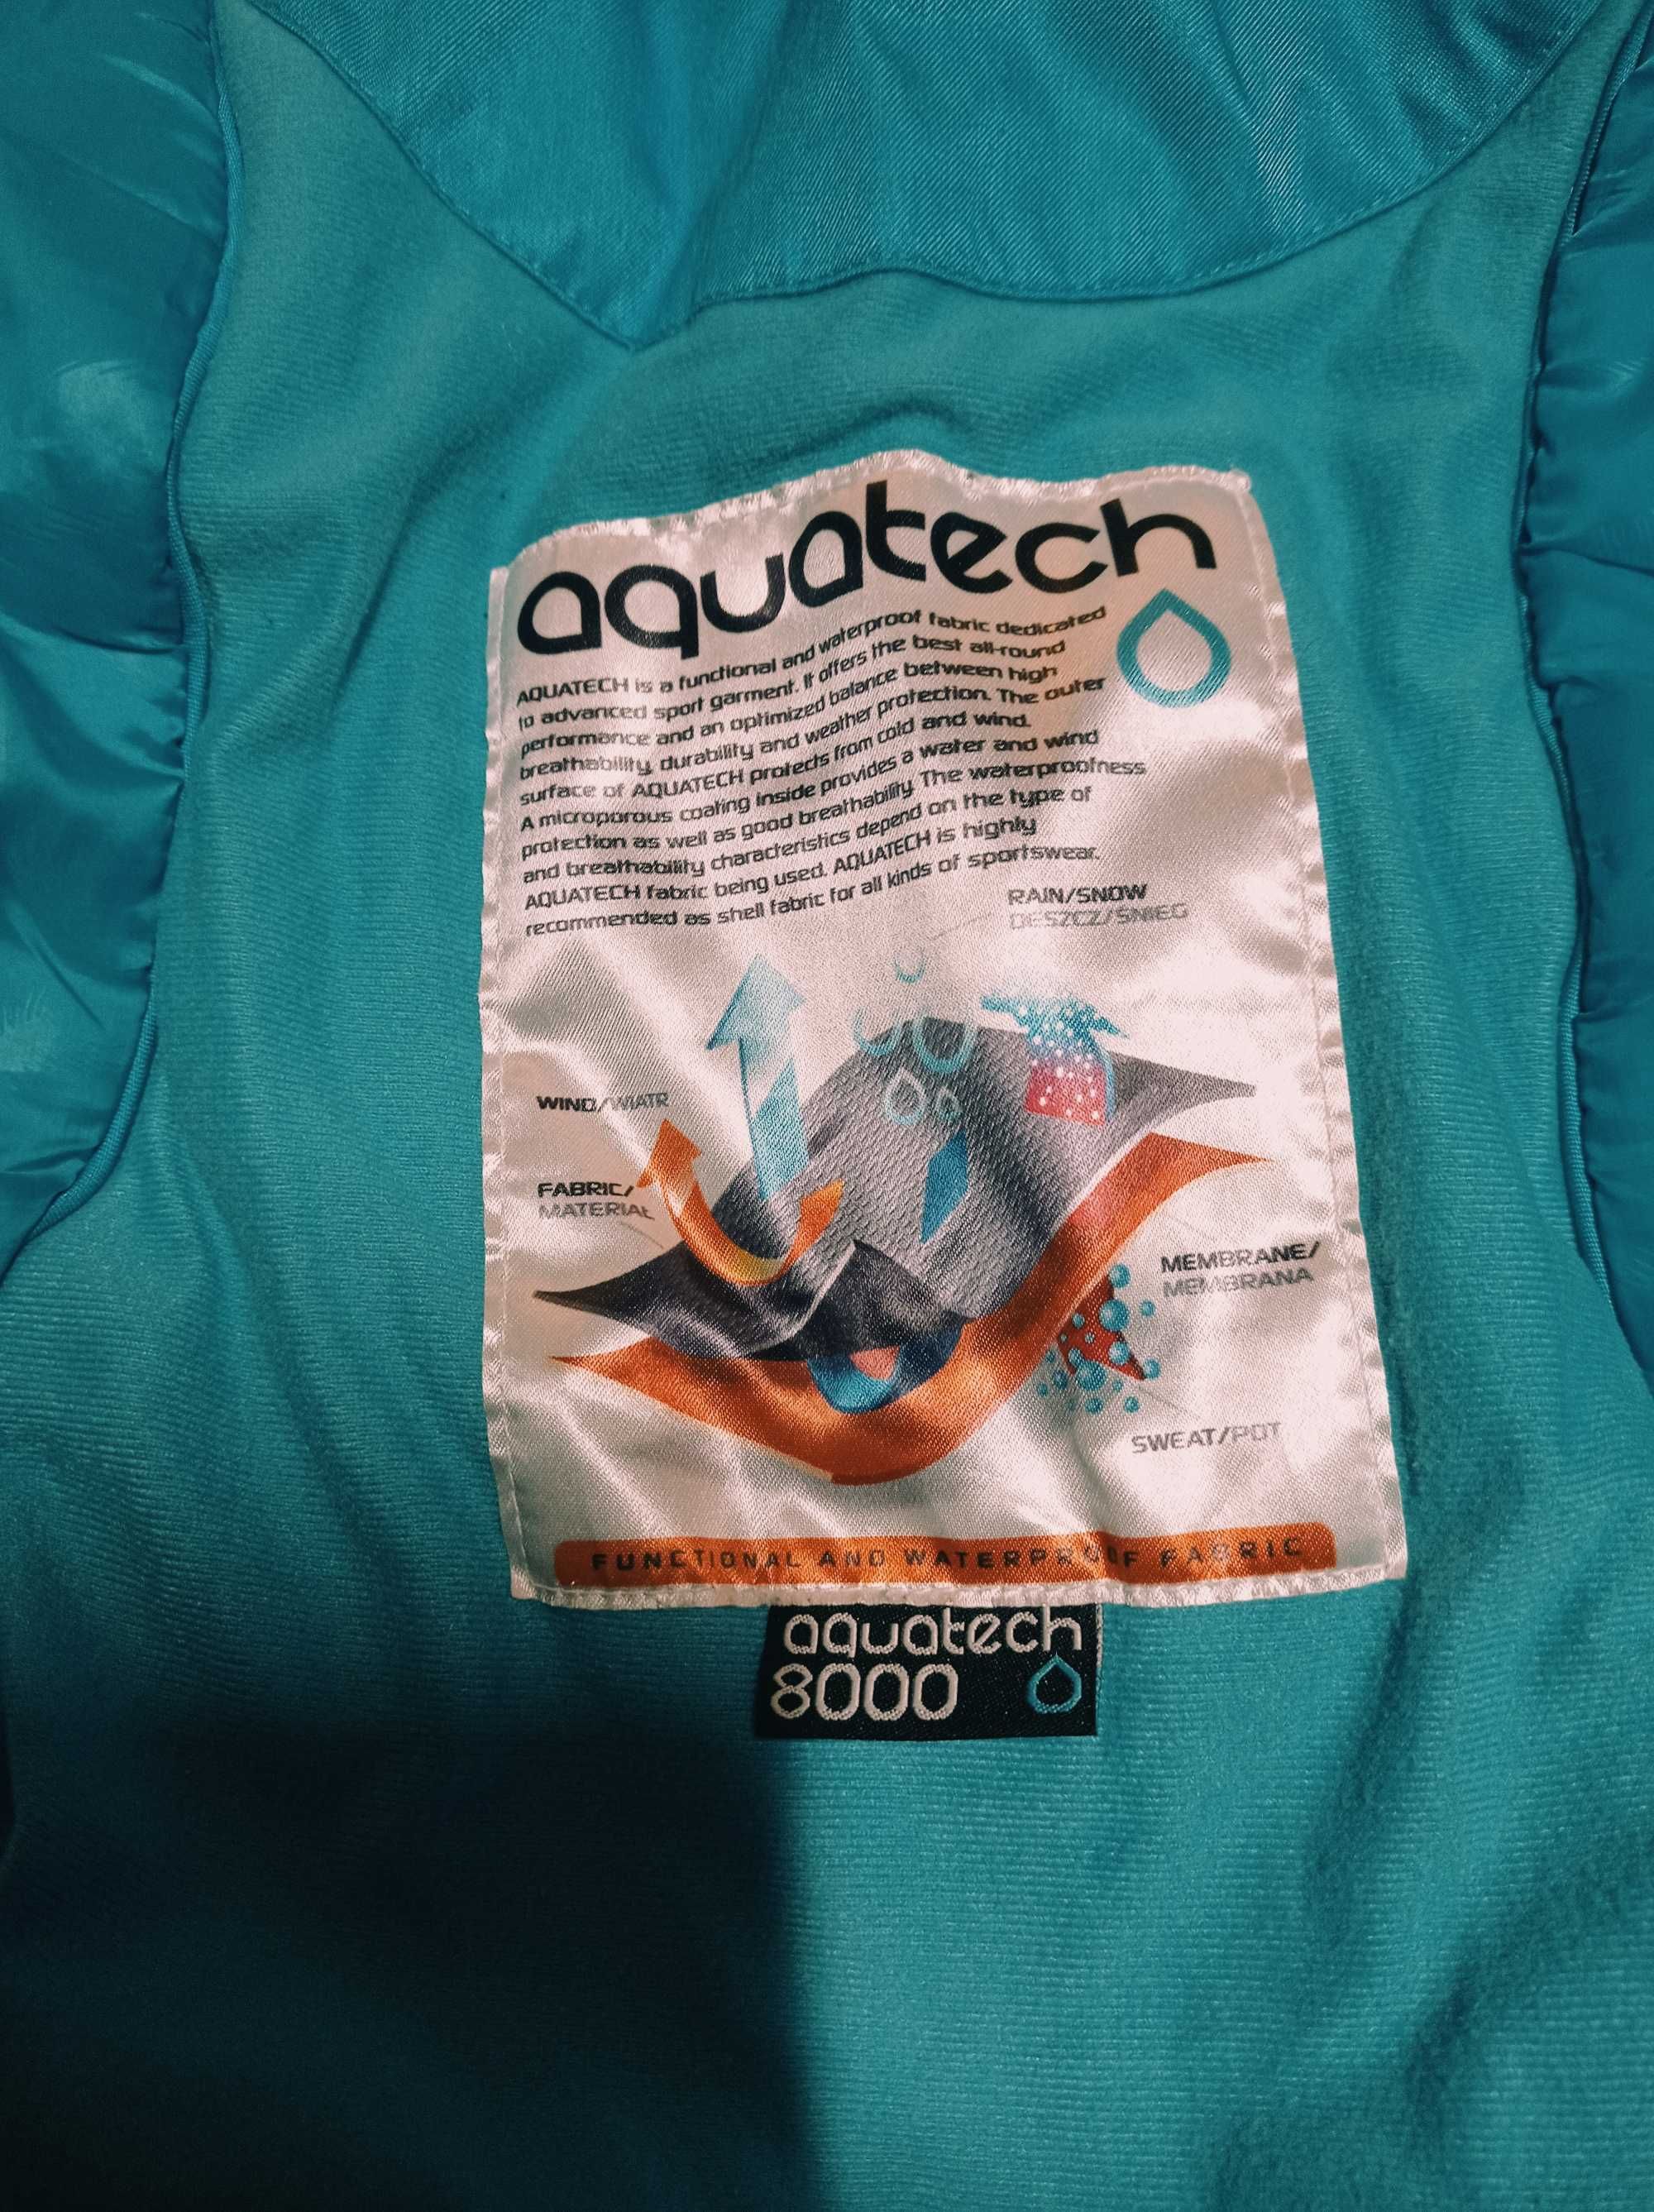 aquatech
AQUATECH is a functional and waterproof fabric dedicated
to advanced sport garment. It offers the best all-round
performance and an optimized balance between high
breathability, durability and weather protection. The outer
surface of AQUATECH protects from cold and wind.
A microporous coating inside provides a water and wind
protection as well as good breathability. The waterproofness
and breathability characteristics depend on the type of
AQUATECH fabric being used. AQUATECH is highly
recommended as shell fabric for all kinds of sportswear.
RAIN/SNOW
DESZCZ/SNIEG
WIND/WIATR
FABRIC/
MATERIAŁ
MEMBRANE/
MEMBRANA
SWEAT/POT
FUNCTIONAL AND WATERPROOF FABRIC
aquatech
8000